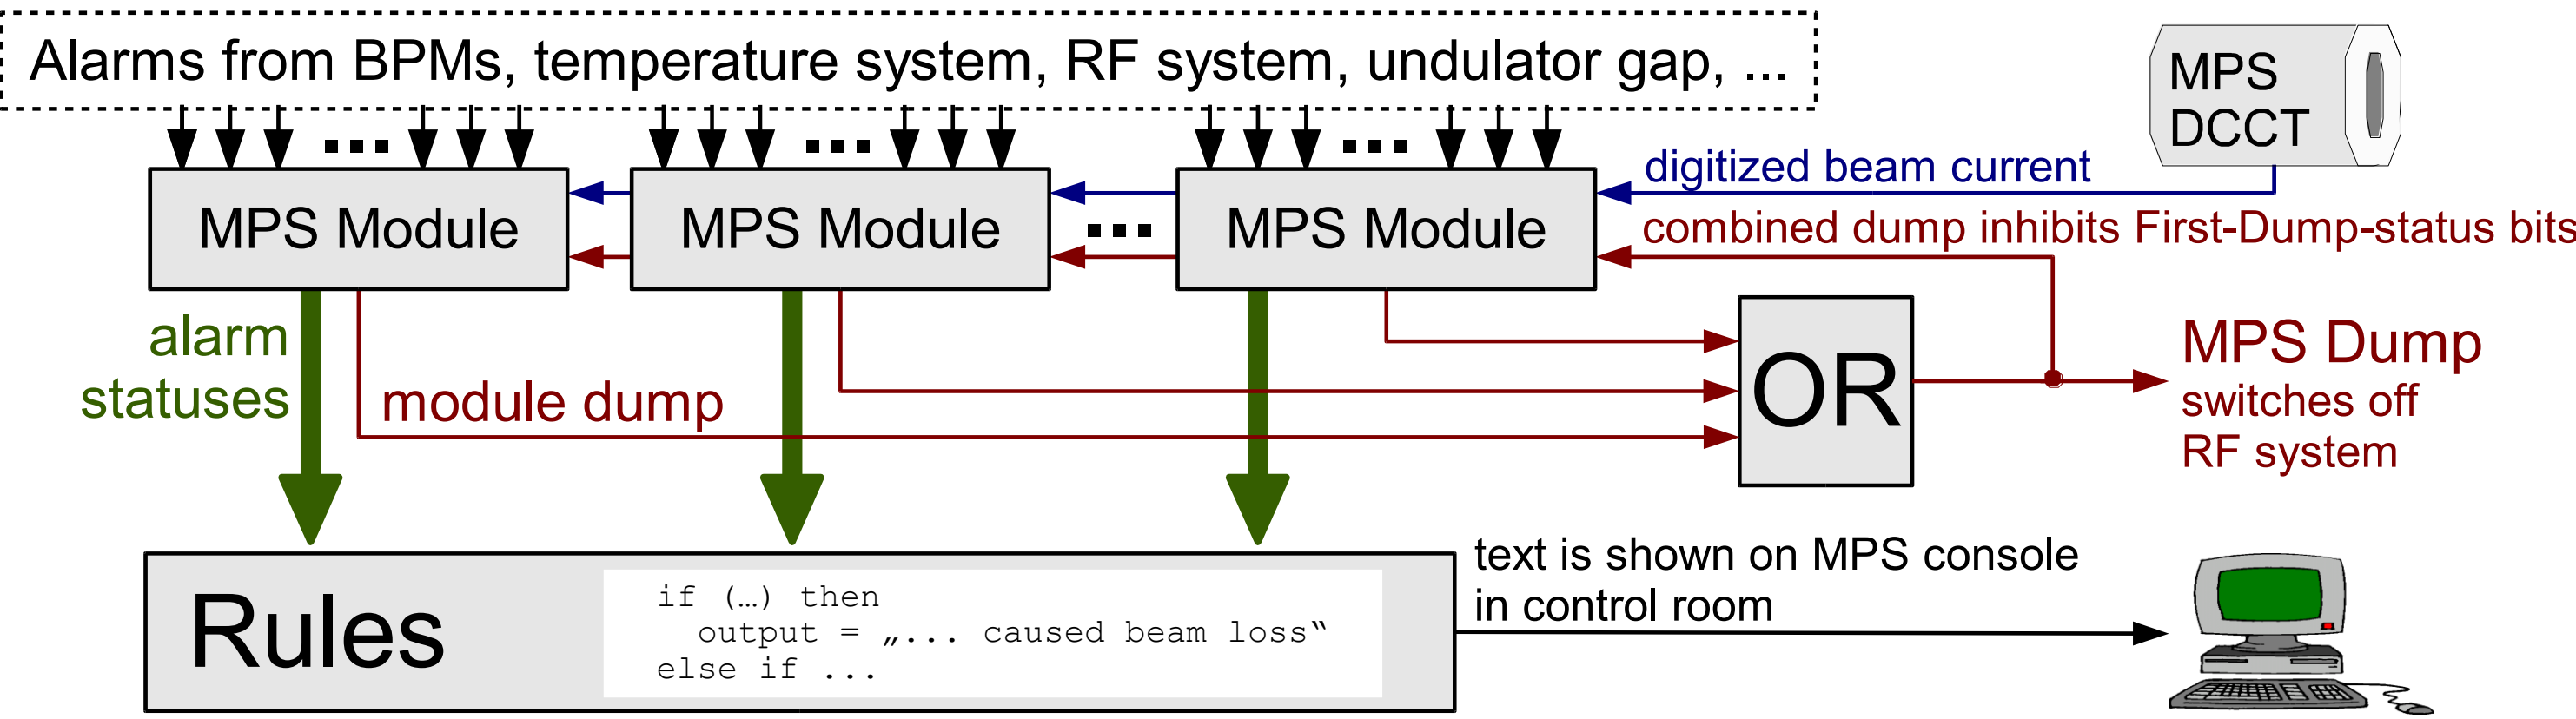 Alarms from BPMs, temperature system, RF system, undulator gap, ...
MPS
DCCT
... ... ...
digitized beam current
MPS Module MPS Module ... MPS Module
combined dump inhibits First-Dump-status bits
alarm
statuses
module dump
OR
MPS Dump
switches off
RF system
Rules
if (…) then
output = „... caused beam loss“
else if ...
text is shown on MPS console
in control room